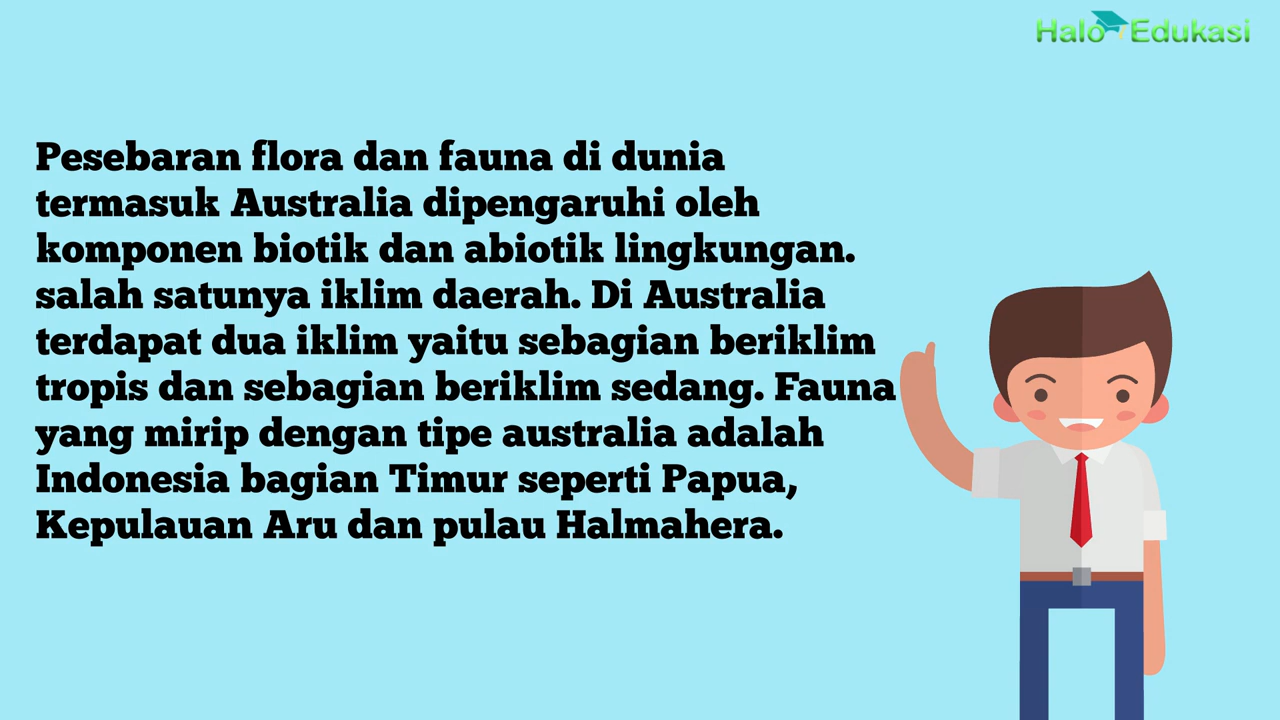 Halo Edukasi
Pesebaran flora dan fauna di dunia
termasuk Australia dipengaruhi oleh
komponen biotik dan abiotik lingkungan.
salah satunya iklim daerah. Di Australia
terdapat dua iklim yaitu sebagian beriklim
tropis dan sebagian beriklim sedang. Fauna
yang mirip dengan tipe australia adalah
Indonesia bagian Timur seperti Papua,
Kepulauan Aru dan pulau Halmahera.